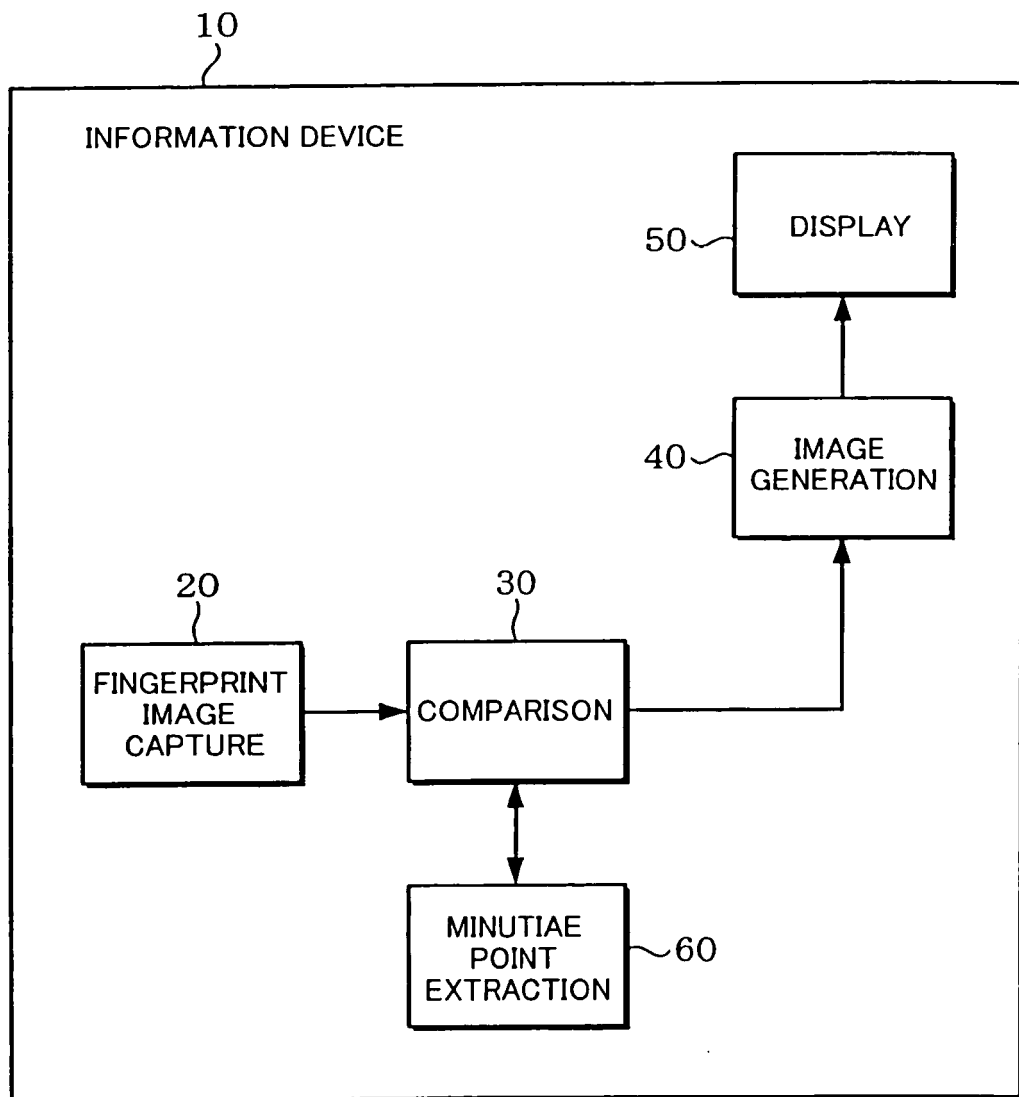 10
INFORMATION DEVICE
DISPLAY
50
IMAGE
GENERATION
40
20
30
FINGERPRINT
IMAGE
CAPTURE
COMPARISON
MINUTIAE
POINT
EXTRACTION
60